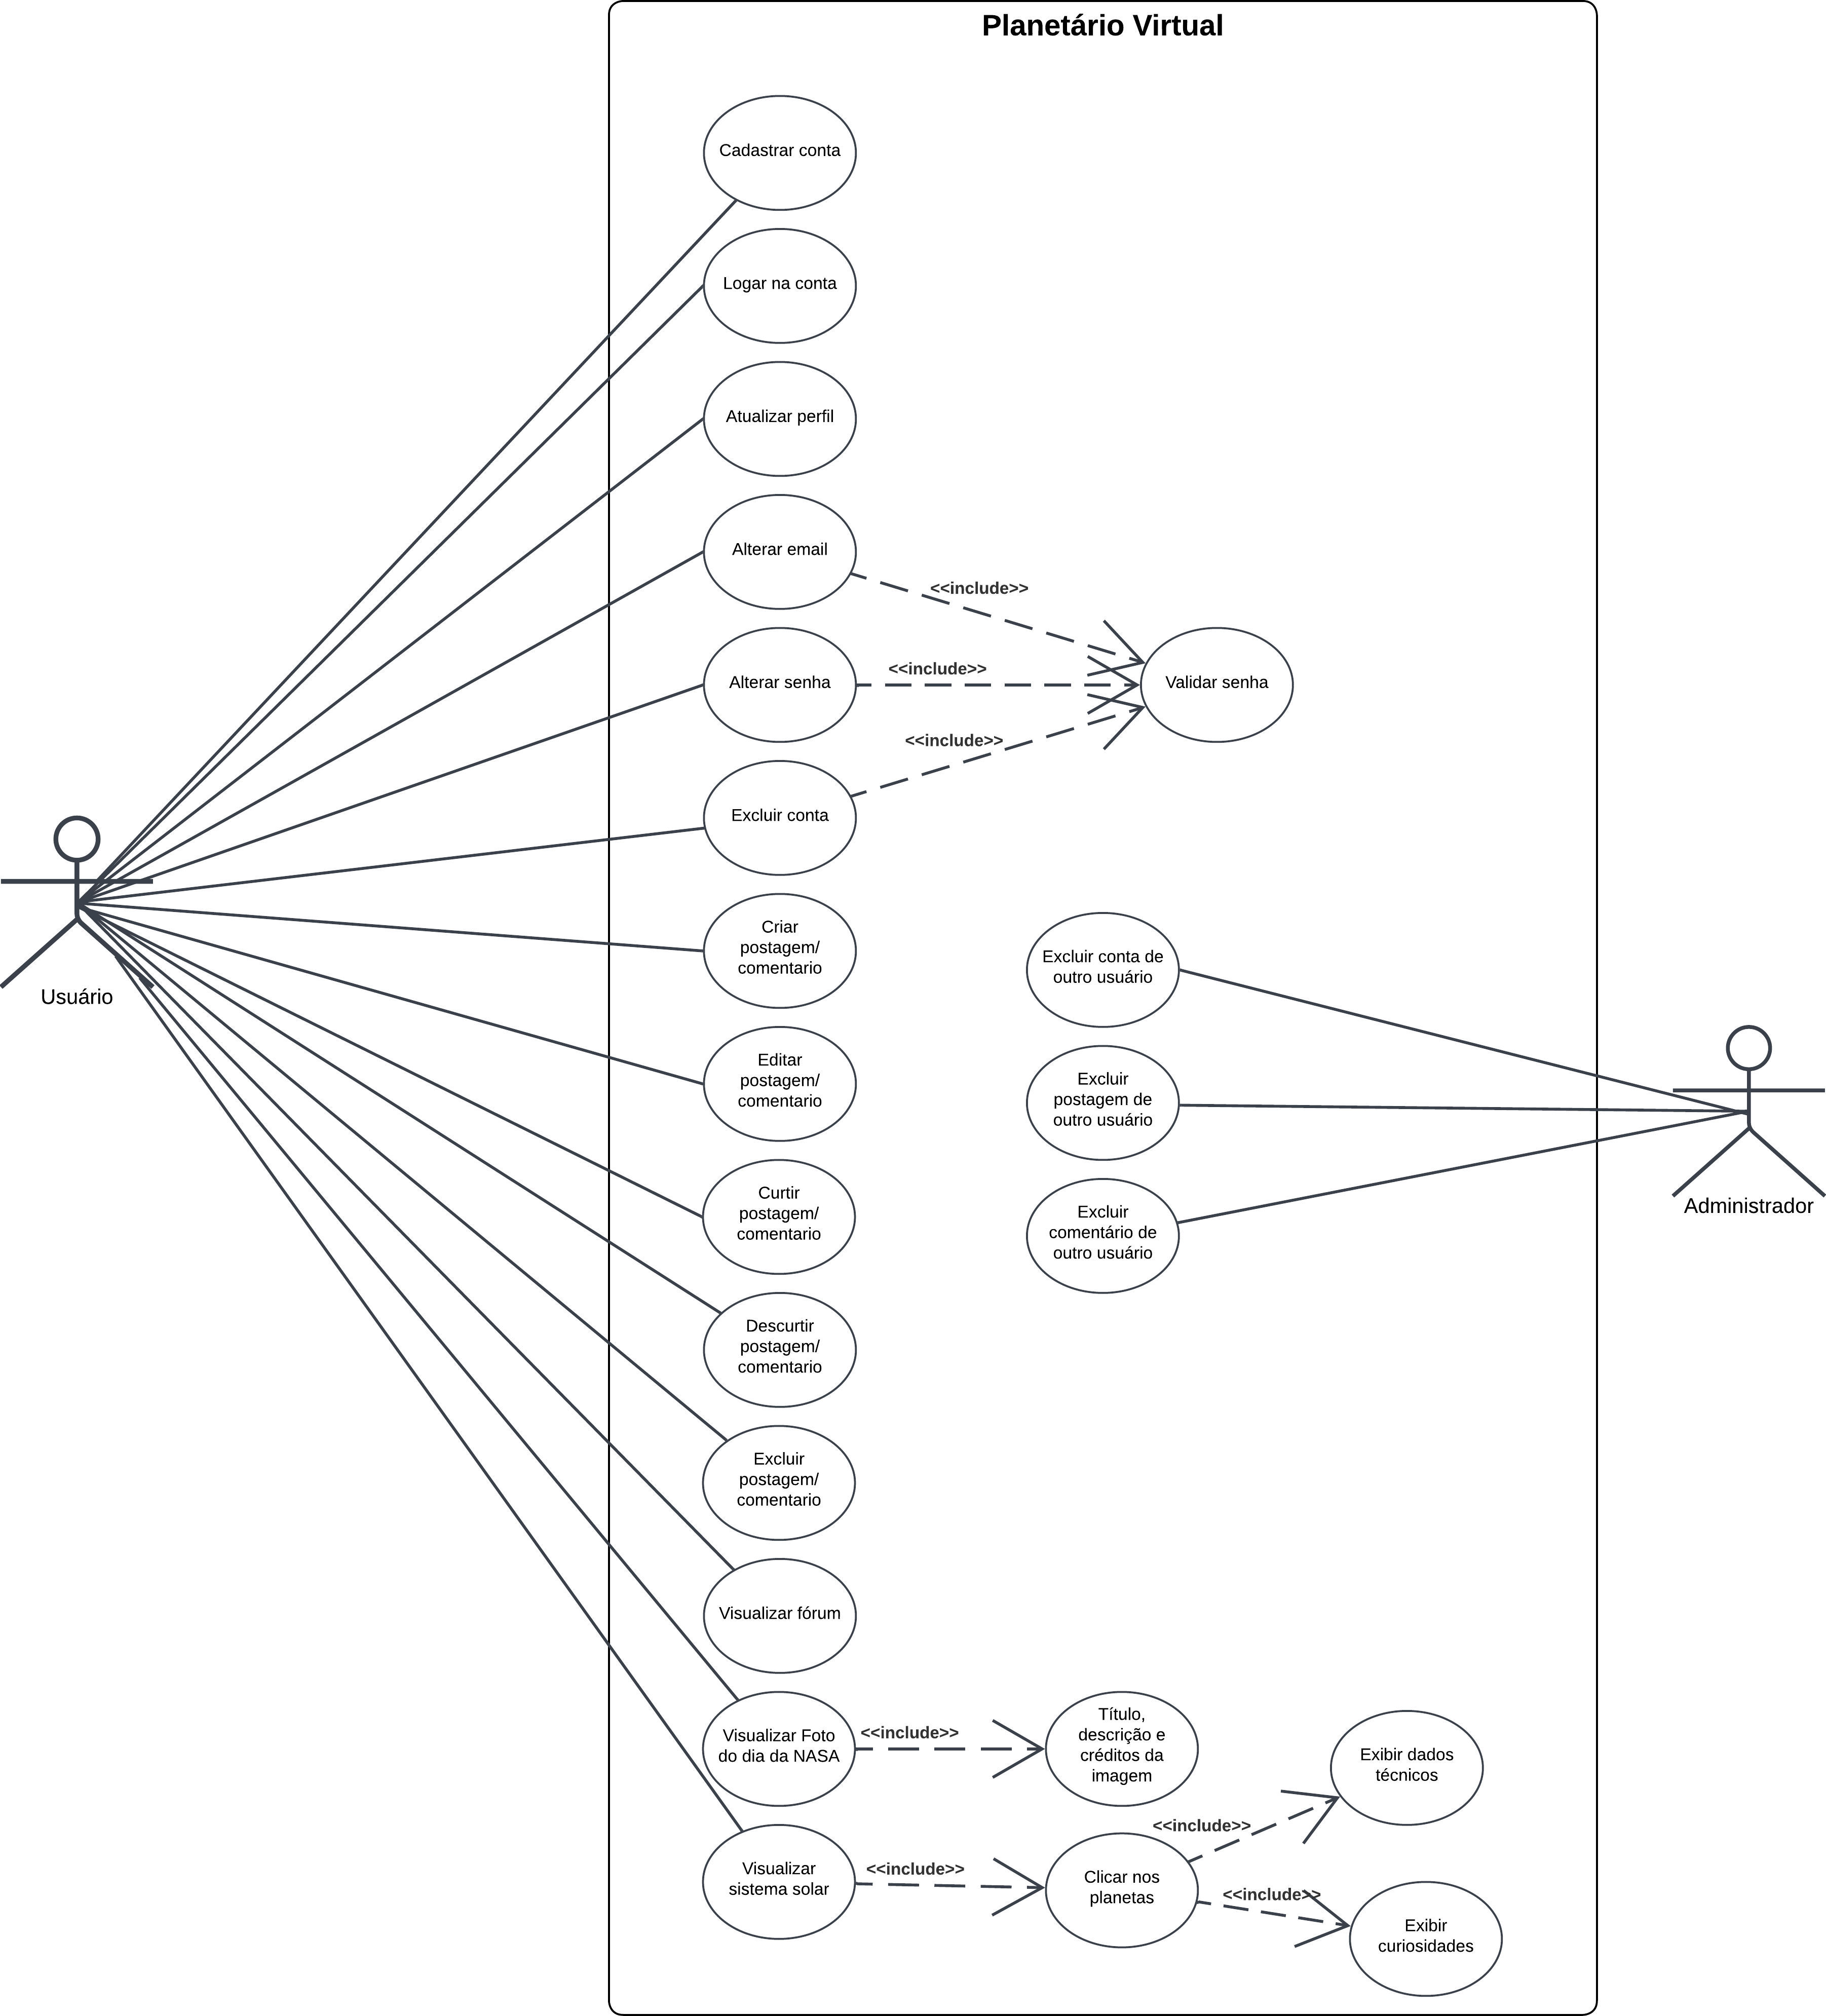 Planetário Virtual
Cadastrar conta
Logar na conta
Atualizar perfil
Alterar email
<<include>>
Alterar senha
<<include>>
Validar senha
<<include>>
Excluir conta
Usuário
Criar
postagem/
comentario
Excluir conta de
outro usuário
Editar
postagem/
comentario
Excluir
postagem de
outro usuário
Administrador
Curtir
postagem/
comentario
Excluir
comentário de
outro usuário
Descurtir
postagem/
comentario
Excluir
postagem/
comentario
Visualizar fórum
Visualizar Foto
do dia da NASA
<<include>>
Título,
descrição e
créditos da
imagem
Exibir dados
técnicos
<<include>>
Visualizar
sistema solar
<<include>>
Clicar nos
planetas
<<include>>
Exibir
curiosidades